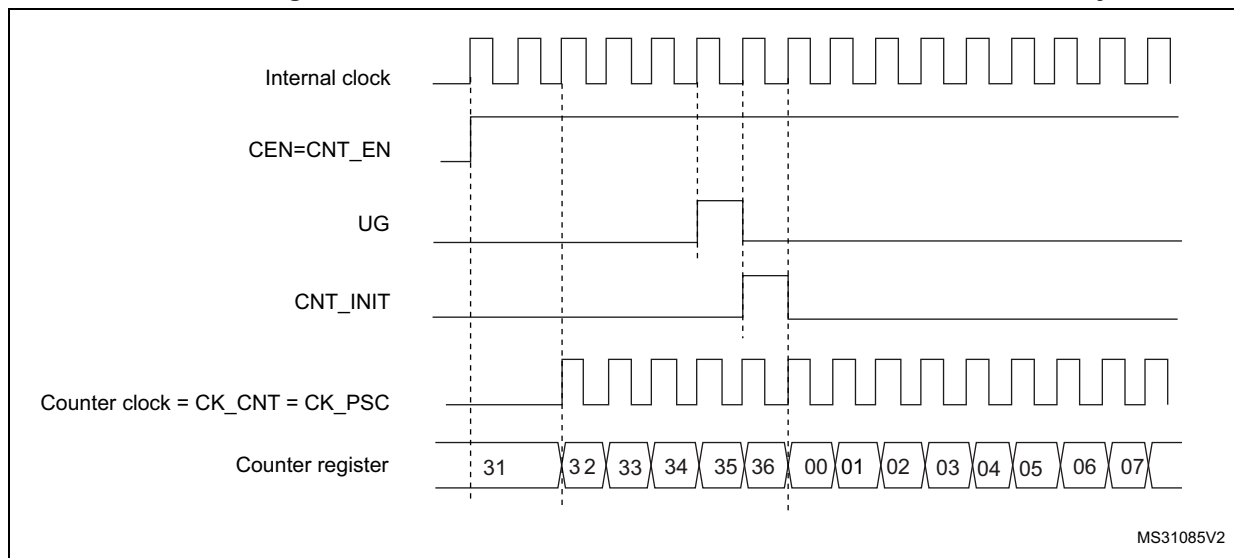 Internal clock
CEN=CNT_EN
UG
CNT_INIT
Counter clock = CK_CNT = CK_PSC
Counter register 31 32 33 34 35 36 00 01 02 03 04 05 06 07
MS31085V2